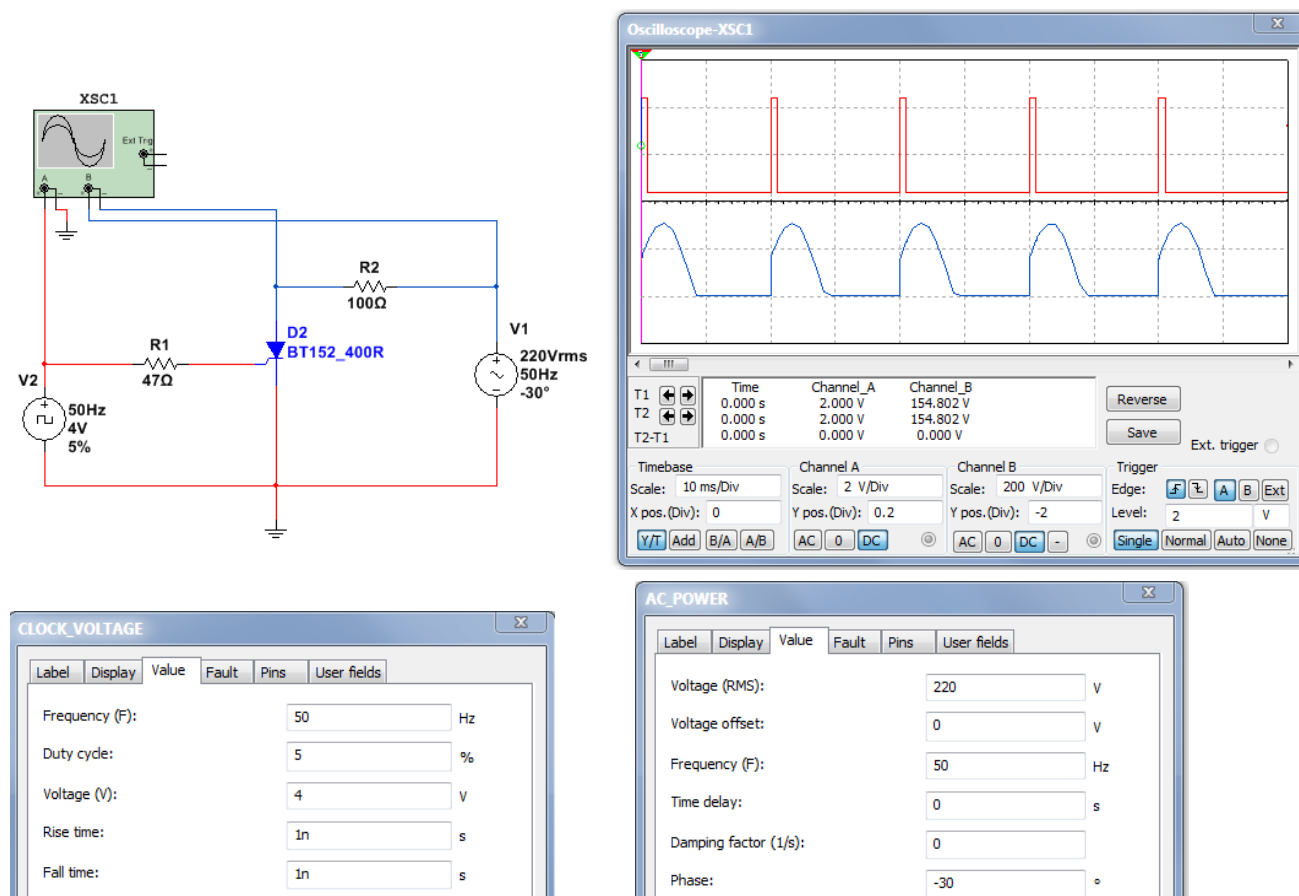 XSC1
Ext Trig
A B
R2
100Ω
D2
BT152_400R
V1
220Vrms
50Hz
-30°
R1
47Ω
V2
50Hz
4V
5%
Oscilloscope-XSC1
Time Channel_A Channel_B
T1 0.000 s 2.000 V 154.802 V
T2 0.000 s 2.000 V 154.802 V
T2-T1 0.000 s 0.000 V 0.000 V
Reverse
Save
Ext. trigger
Timebase
Scale: 10 ms/Div
X pos.(Div): 0
Y/T Add B/A A/B
Channel A
Scale: 2 V/Div
Y pos.(Div): 0.2
AC 0 DC
Channel B
Scale: 200 V/Div
Y pos.(Div): -2
AC 0 DC -
Trigger
Edge: A B Ext
Level: 2 V
Single Normal Auto None
CLOCK_VOLTAGE
Label Display Value Fault Pins User fields
Frequency (F): 50 Hz
Duty cycle: 5 %
Voltage (V): 4 V
Rise time: 1n s
Fall time: 1n s
AC_POWER
Label Display Value Fault Pins User fields
Voltage (RMS): 220 V
Voltage offset: 0 V
Frequency (F): 50 Hz
Time delay: 0 s
Damping factor (1/s): 0
Phase: -30 °